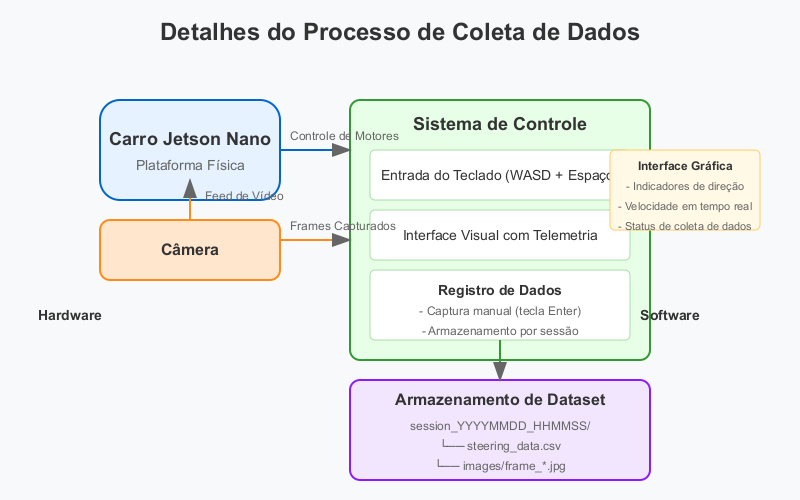 Detalhes do Processo de Coleta de Dados
Carro Jetson Nano
Plataforma Física
Controle de Motores
Feed de Vídeo
Câmera
Frames Capturados
Hardware
Sistema de Controle
Entrada do Teclado (WASD + Espaço
Interface Visual com Telemetria
Registro de Dados
- Captura manual (tecla Enter)
- Armazenamento por sessão
Interface Gráfica
- Indicadores de direção
- Velocidade em tempo real
- Status de coleta de dados
Software
Armazenamento de Dataset
session_YYYYMMDD_HHMMSS/
└── steering_data.csv
└── images/frame_*.jpg